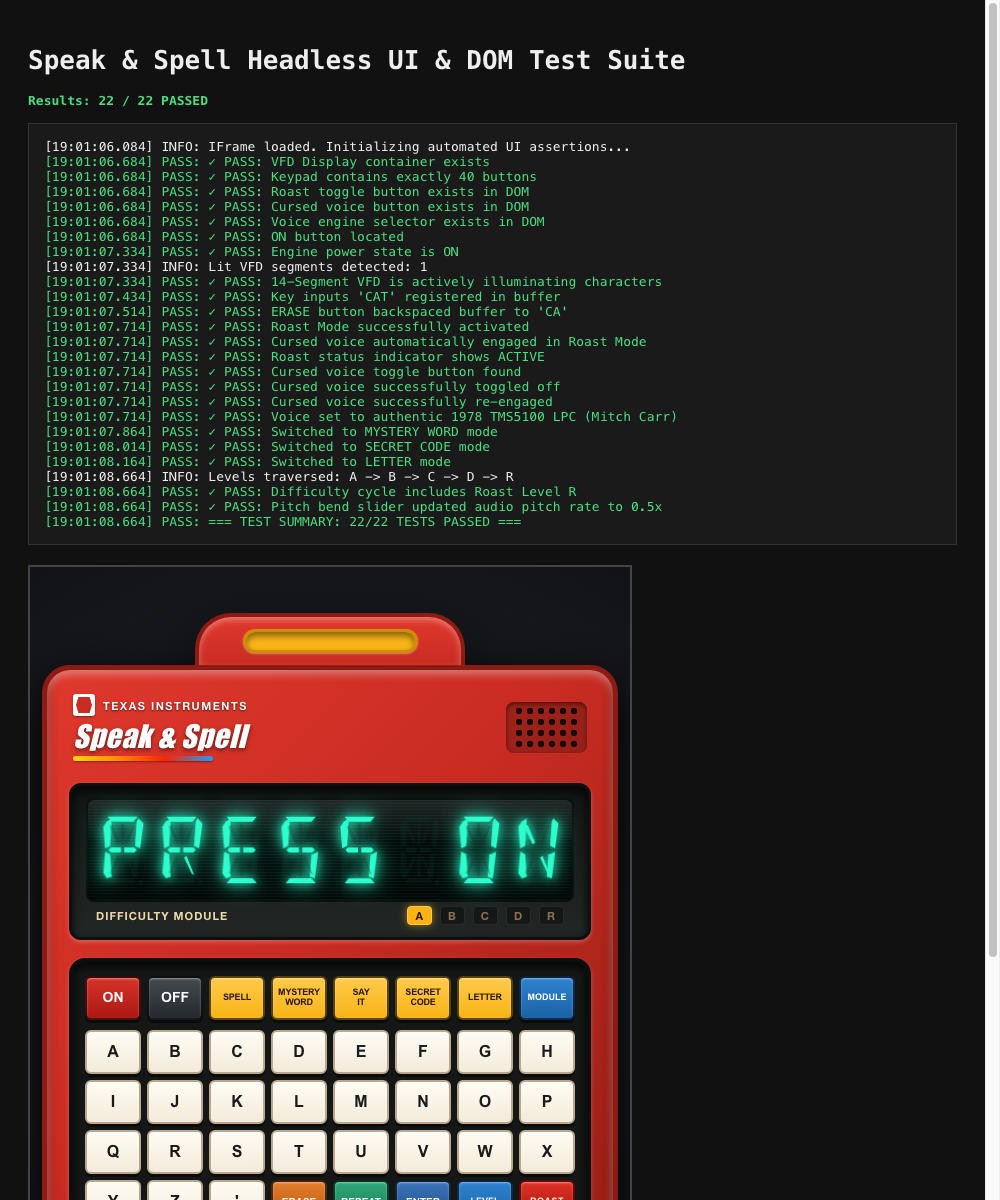 Speak & Spell Headless UI & DOM Test Suite
Results: 22 / 22 PASSED
[19:01:06.084] INFO: IFrame loaded. Initializing automated UI assertions...
[19:01:06.684] PASS: ✓ PASS: VFD Display container exists
[19:01:06.684] PASS: ✓ PASS: Keypad contains exactly 40 buttons
[19:01:06.684] PASS: ✓ PASS: Roast toggle button exists in DOM
[19:01:06.684] PASS: ✓ PASS: Cursed voice button exists in DOM
[19:01:06.684] PASS: ✓ PASS: Voice engine selector exists in DOM
[19:01:06.684] PASS: ✓ PASS: ON button located
[19:01:07.334] PASS: ✓ PASS: Engine power state is ON
[19:01:07.334] INFO: Lit VFD segments detected: 1
[19:01:07.334] PASS: ✓ PASS: 14-Segment VFD is actively illuminating characters
[19:01:07.434] PASS: ✓ PASS: Key inputs 'CAT' registered in buffer
[19:01:07.514] PASS: ✓ PASS: ERASE button backspaced buffer to 'CA'
[19:01:07.714] PASS: ✓ PASS: Roast Mode successfully activated
[19:01:07.714] PASS: ✓ PASS: Cursed voice automatically engaged in Roast Mode
[19:01:07.714] PASS: ✓ PASS: Roast status indicator shows ACTIVE
[19:01:07.714] PASS: ✓ PASS: Cursed voice toggle button found
[19:01:07.714] PASS: ✓ PASS: Cursed voice successfully toggled off
[19:01:07.714] PASS: ✓ PASS: Cursed voice successfully re-engaged
[19:01:07.714] PASS: ✓ PASS: Voice set to authentic 1978 TMS5100 LPC (Mitch Carr)
[19:01:07.864] PASS: ✓ PASS: Switched to MYSTERY WORD mode
[19:01:08.014] PASS: ✓ PASS: Switched to SECRET CODE mode
[19:01:08.164] PASS: ✓ PASS: Switched to LETTER mode
[19:01:08.664] INFO: Levels traversed: A -> B -> C -> D -> R
[19:01:08.664] PASS: ✓ PASS: Difficulty cycle includes Roast Level R
[19:01:08.664] PASS: ✓ PASS: Pitch bend slider updated audio pitch rate to 0.5x
[19:01:08.664] PASS: === TEST SUMMARY: 22/22 TESTS PASSED ===
TEXAS INSTRUMENTS
Speak & Spell
PRESS ON
DIFFICULTY MODULE A B C D R
ON OFF SPELL MYSTERY WORD SAY IT SECRET CODE LETTER MODULE
A B C D E F G H
I J K L M N O P
Q R S T U V W X
Y Z ' ERASE REPEAT ENTER LEVEL ROAST